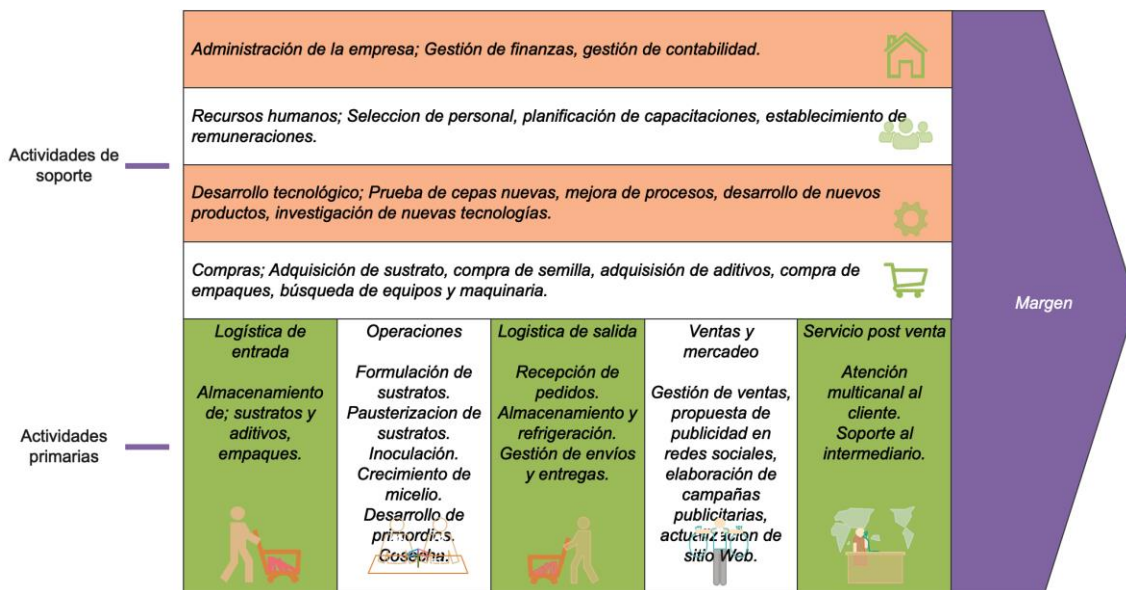 Administración de la empresa; Gestión de finanzas, gestión de contabilidad.
Recursos humanos; Seleccion de personal, planificación de capacitaciones, establecimiento de
remuneraciones.
Actividades de
soporte
Desarrollo tecnológico; Prueba de cepas nuevas, mejora de procesos, desarrollo de nuevos
productos, investigación de nuevas tecnologías.
Compras; Adquisición de sustrato, compra de semilla, adquisisión de aditivos, compra de
empaques, búsqueda de equipos y maquinaria.
Margen
Actividades
primarias
Logística de
entrada
Almacenamiento
de; sustratos y
aditivos,
empaques.
Operaciones
Formulación de
sustratos.
Pausterizacion de
sustratos.
Inoculación.
Crecimiento de
micelio.
Desarrollo de
primordios.
Cosecha.
Logistica de salida
Recepción de
pedidos.
Almacenamiento y
refrigeración.
Gestión de envíos
y entregas.
Ventas y
mercadeo
Gestión de ventas,
propuesta de
publicidad en
redes sociales,
elaboración de
campañas
publicitarias,
actualizacion de
sitio Web.
Servicio post venta
Atención
multicanal al
cliente.
Soporte al
intermediario.